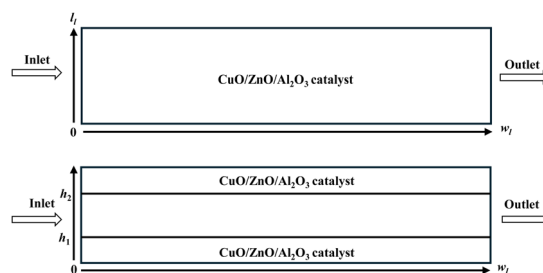 l_l
Inlet
CuO/ZnO/Al₂O₃ catalyst
Outlet
0
w_l
CuO/ZnO/Al₂O₃ catalyst
h₂
Inlet
Outlet
h₁
CuO/ZnO/Al₂O₃ catalyst
0
w_l